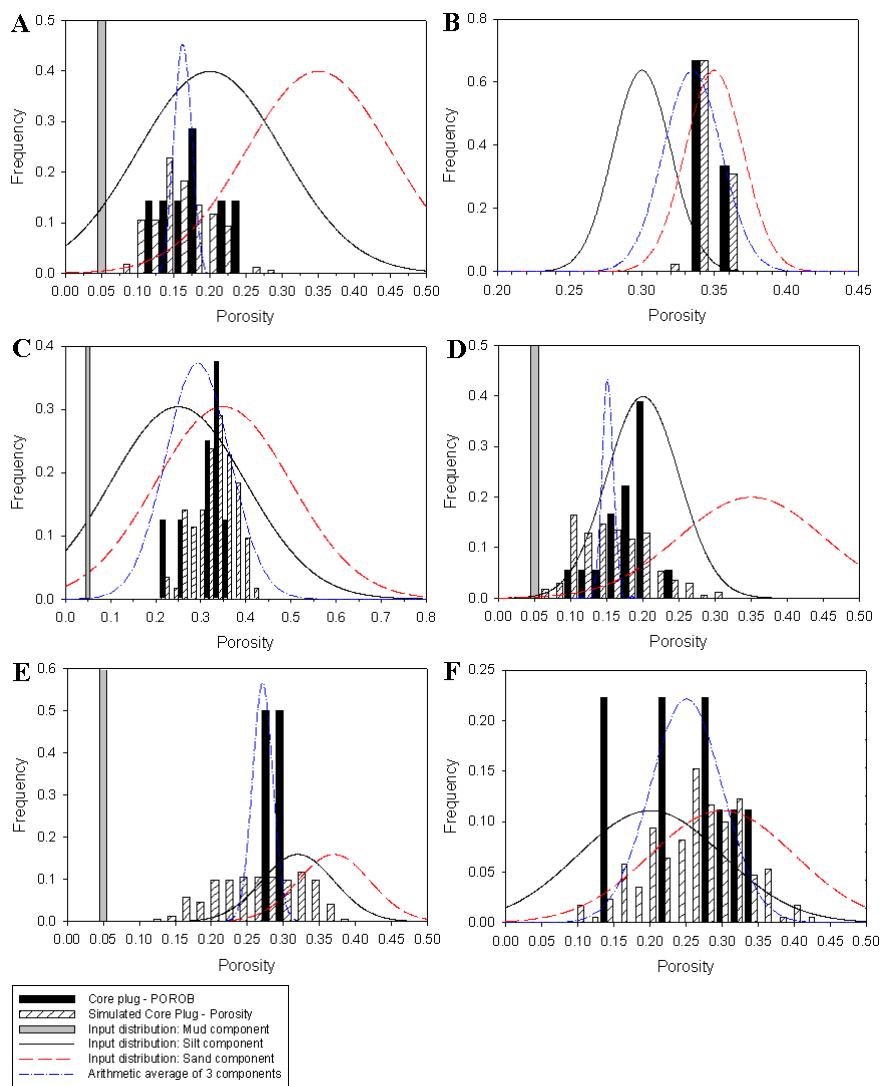 A
0.5
0.4
0.3
0.2
0.1
0.0
Frequency
0.00 0.05 0.10 0.15 0.20 0.25 0.30 0.35 0.40 0.45 0.50
Porosity
B
0.8
0.6
0.4
0.2
0.0
Frequency
0.20 0.25 0.30 0.35 0.40 0.45
Porosity
C
0.4
0.3
0.2
0.1
0.0
Frequency
0.0 0.1 0.2 0.3 0.4 0.5 0.6 0.7 0.8
Porosity
D
0.5
0.4
0.3
0.2
0.1
0.0
Frequency
0.00 0.05 0.10 0.15 0.20 0.25 0.30 0.35 0.40 0.45 0.50
Porosity
E
0.6
0.5
0.4
0.3
0.2
0.1
0.0
Frequency
0.00 0.05 0.10 0.15 0.20 0.25 0.30 0.35 0.40 0.45 0.50
Porosity
F
0.25
0.20
0.15
0.10
0.05
0.00
Frequency
0.00 0.05 0.10 0.15 0.20 0.25 0.30 0.35 0.40 0.45 0.50
Porosity
Core plug - POROB
Simulated Core Plug - Porosity
Input distribution: Mud component
Input distribution: Silt component
Input distribution: Sand component
Arithmetic average of 3 components